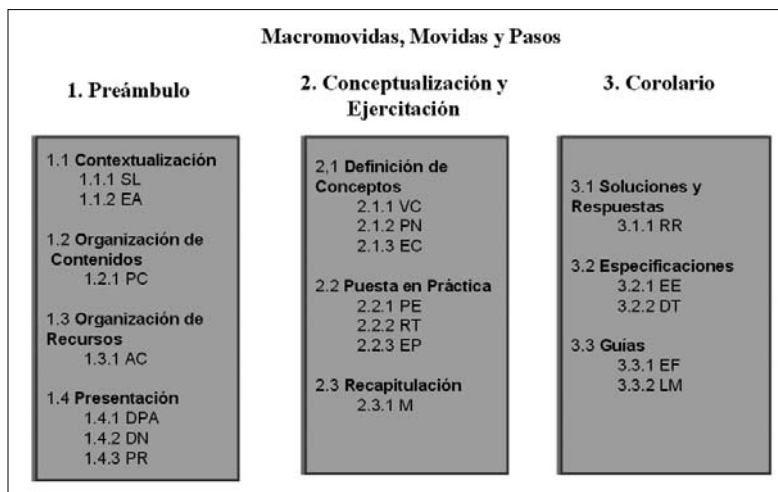 Macromovidas, Movidas y Pasos
1. Preámbulo
1.1 Contextualización
1.1.1 SL
1.1.2 EA
1.2 Organización de
Contenidos
1.2.1 PC
1.3 Organización de
Recursos
1.3.1 AC
1.4 Presentación
1.4.1 DPA
1.4.2 DN
1.4.3 PR
2. Conceptualización y
Ejercitación
2,1 Definición de
Conceptos
2.1.1 VC
2.1.2 PN
2.1.3 EC
2.2 Puesta en Práctica
2.2.1 PE
2.2.2 RT
2.2.3 EP
2.3 Recapitulación
2.3.1 M
3. Corolario
3.1 Soluciones y
Respuestas
3.1.1 RR
3.2 Especificaciones
3.2.1 EE
3.2.2 DT
3.3 Guías
3.3.1 EF
3.3.2 LM